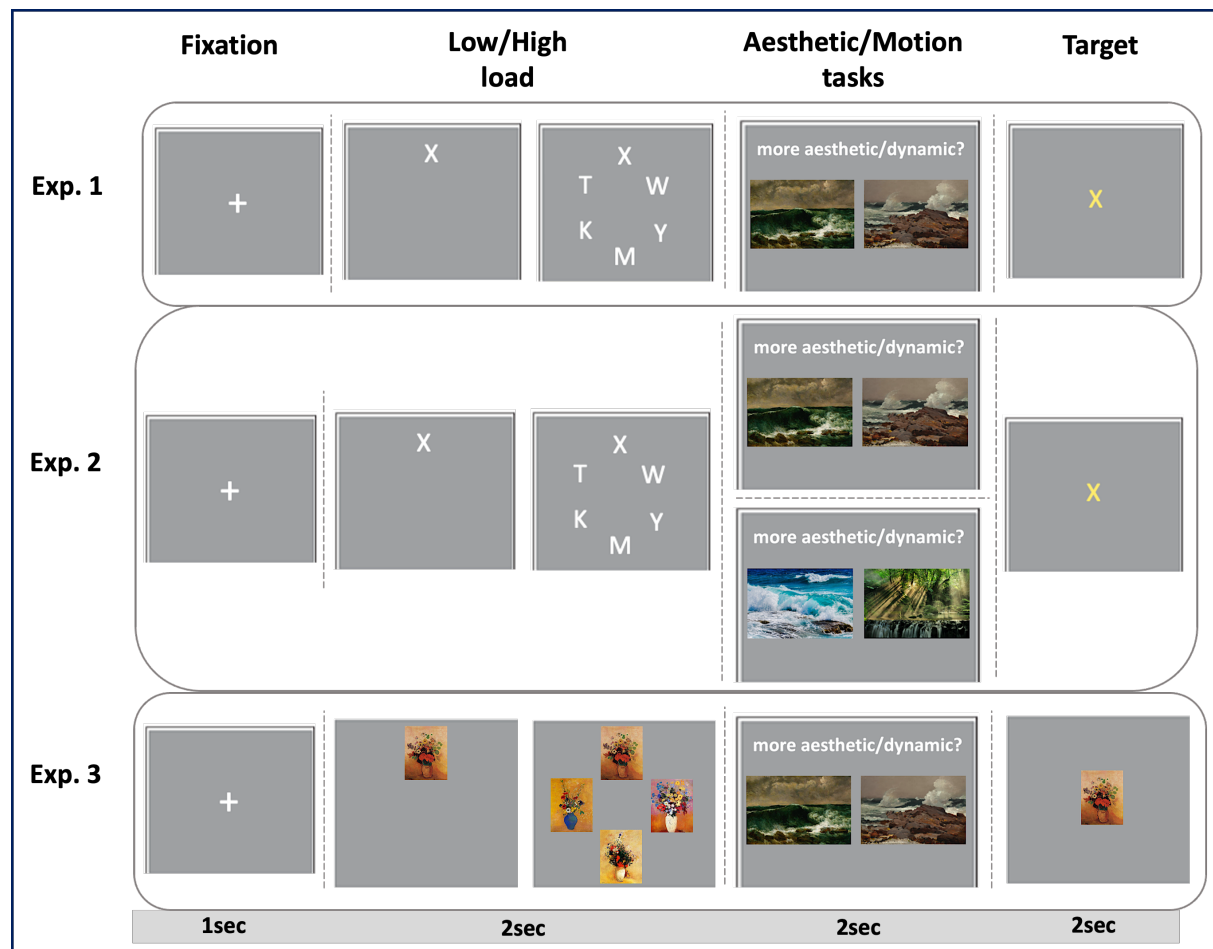 Fixation
Low/High
load
Aesthetic/Motion
tasks
Target
Exp. 1
+
X
X
T W
K Y
M
more aesthetic/dynamic?
X
Exp. 2
+
X
X
T W
K Y
M
more aesthetic/dynamic?
more aesthetic/dynamic?
X
Exp. 3
+
more aesthetic/dynamic?
1sec 2sec 2sec 2sec